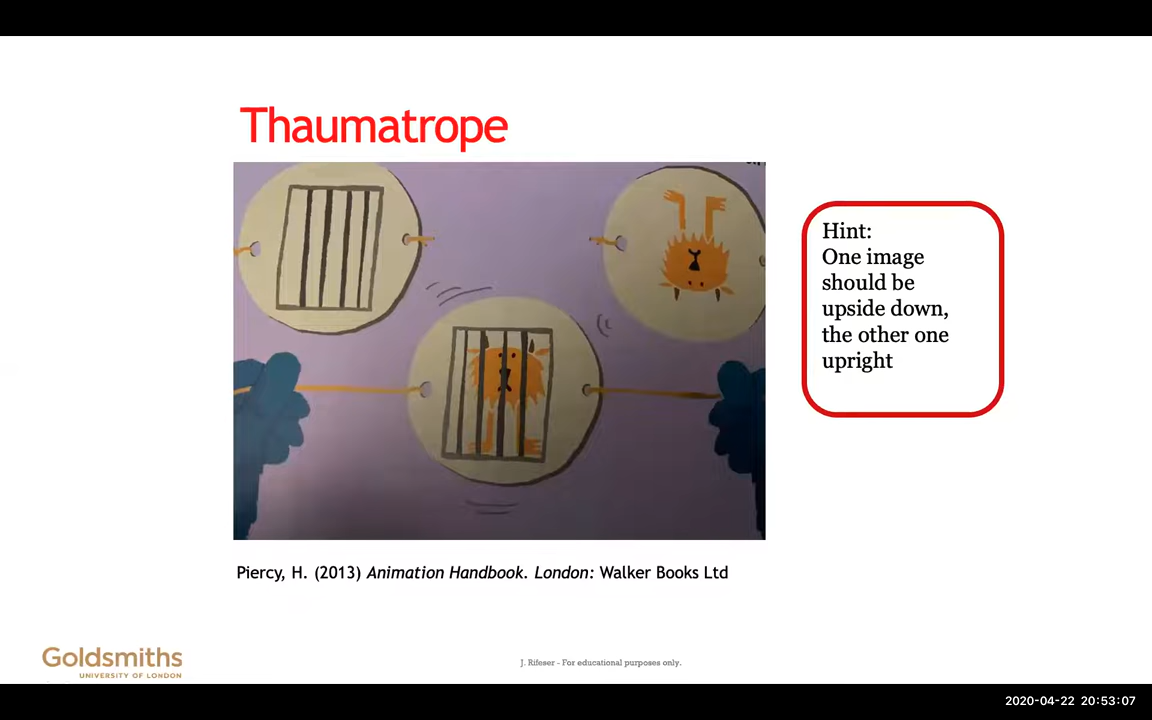 Thaumatrope
Hint:
One image
should be
upside down,
the other one
upright
Piercy, H. (2013) Animation Handbook. London: Walker Books Ltd
Goldsmiths
UNIVERSITY OF LONDON
J. Rifeser - For educational purposes only.
2020-04-22 20:53:07